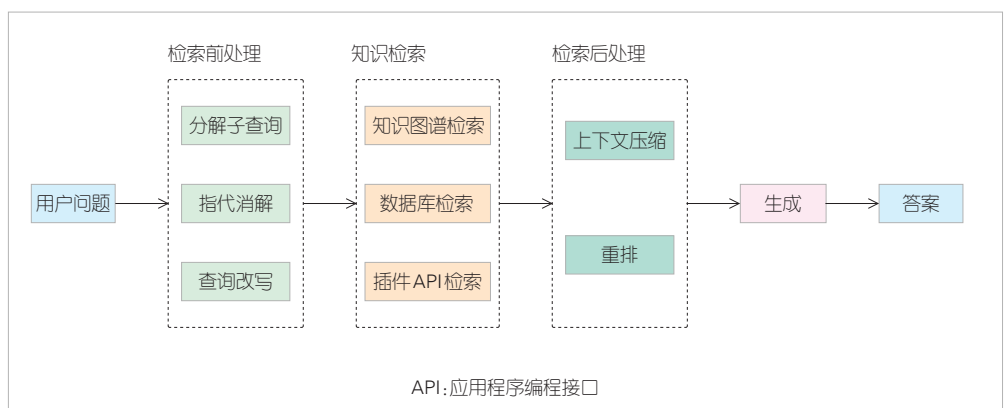 检索前处理
知识检索
检索后处理
分解子查询
知识图谱检索
上下文压缩
用户问题
指代消解
数据库检索
生成
答案
重排
查询改写
插件API检索
API：应用程序编程接口